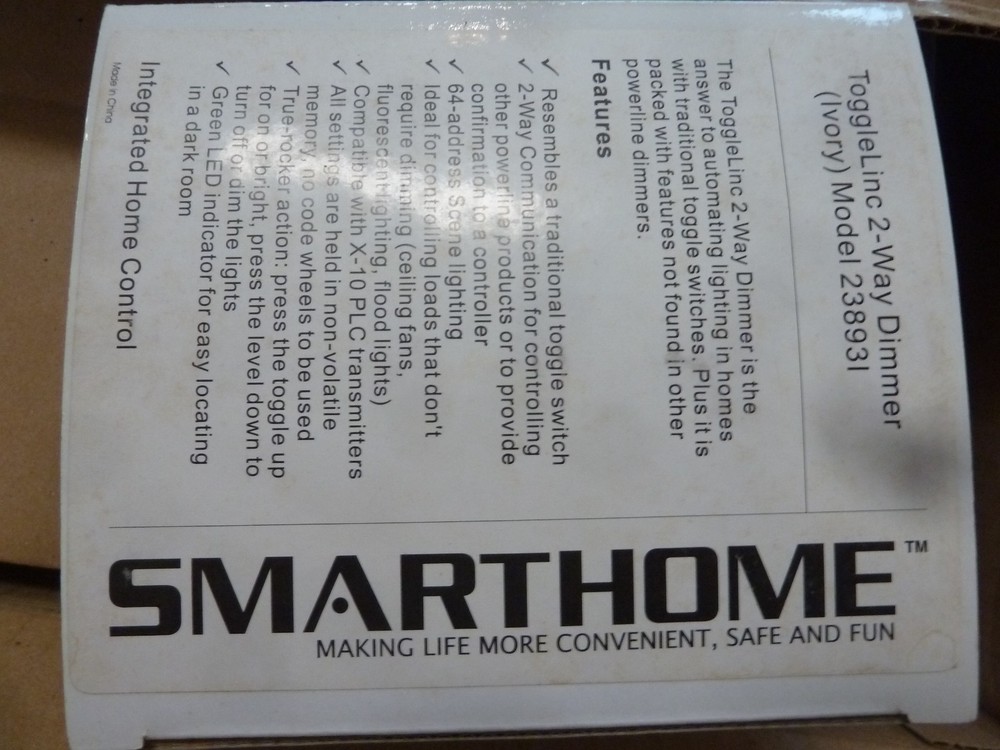 ToggleLinc 2-Way Dimmer
(Ivory) Model 23893I
The ToggleLinc 2-Way Dimmer is the
answer to automating lighting in homes
with traditional toggle switches. Plus it is
packed with features not found in other
powerline dimmers.
Features
✓ Resembles a traditional toggle switch
✓ 2-Way Communication for controlling
other powerline products or to provide
confirmation to a controller
✓ 64-address Scene lighting
✓ Ideal for controlling loads that don't
require dimming (ceiling fans,
fluorescent lighting, flood lights)
✓ Compatible with X-10 PLC transmitters
✓ All settings are held in non-volatile
menmory, no code wheels to be used
✓ True-rocker action: press the toggle up
for on or bright, press the level down to
turn off or dim the lights
✓ Green LED indicator for easy locating
in a dark room
Integrated Home Control
Made in China
SMARTHOME™
MAKING LIFE MORE CONVENIENT, SAFE AND FUN